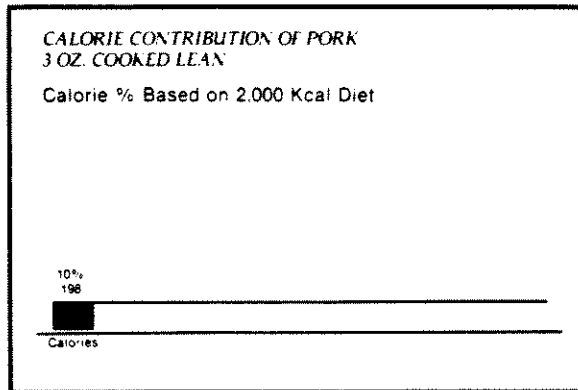 CALORIE CONTRIBUTION OF PORK
3 OZ. COOKED LEAN
Calorie % Based on 2,000 Kcal Diet
10%
198
Calories